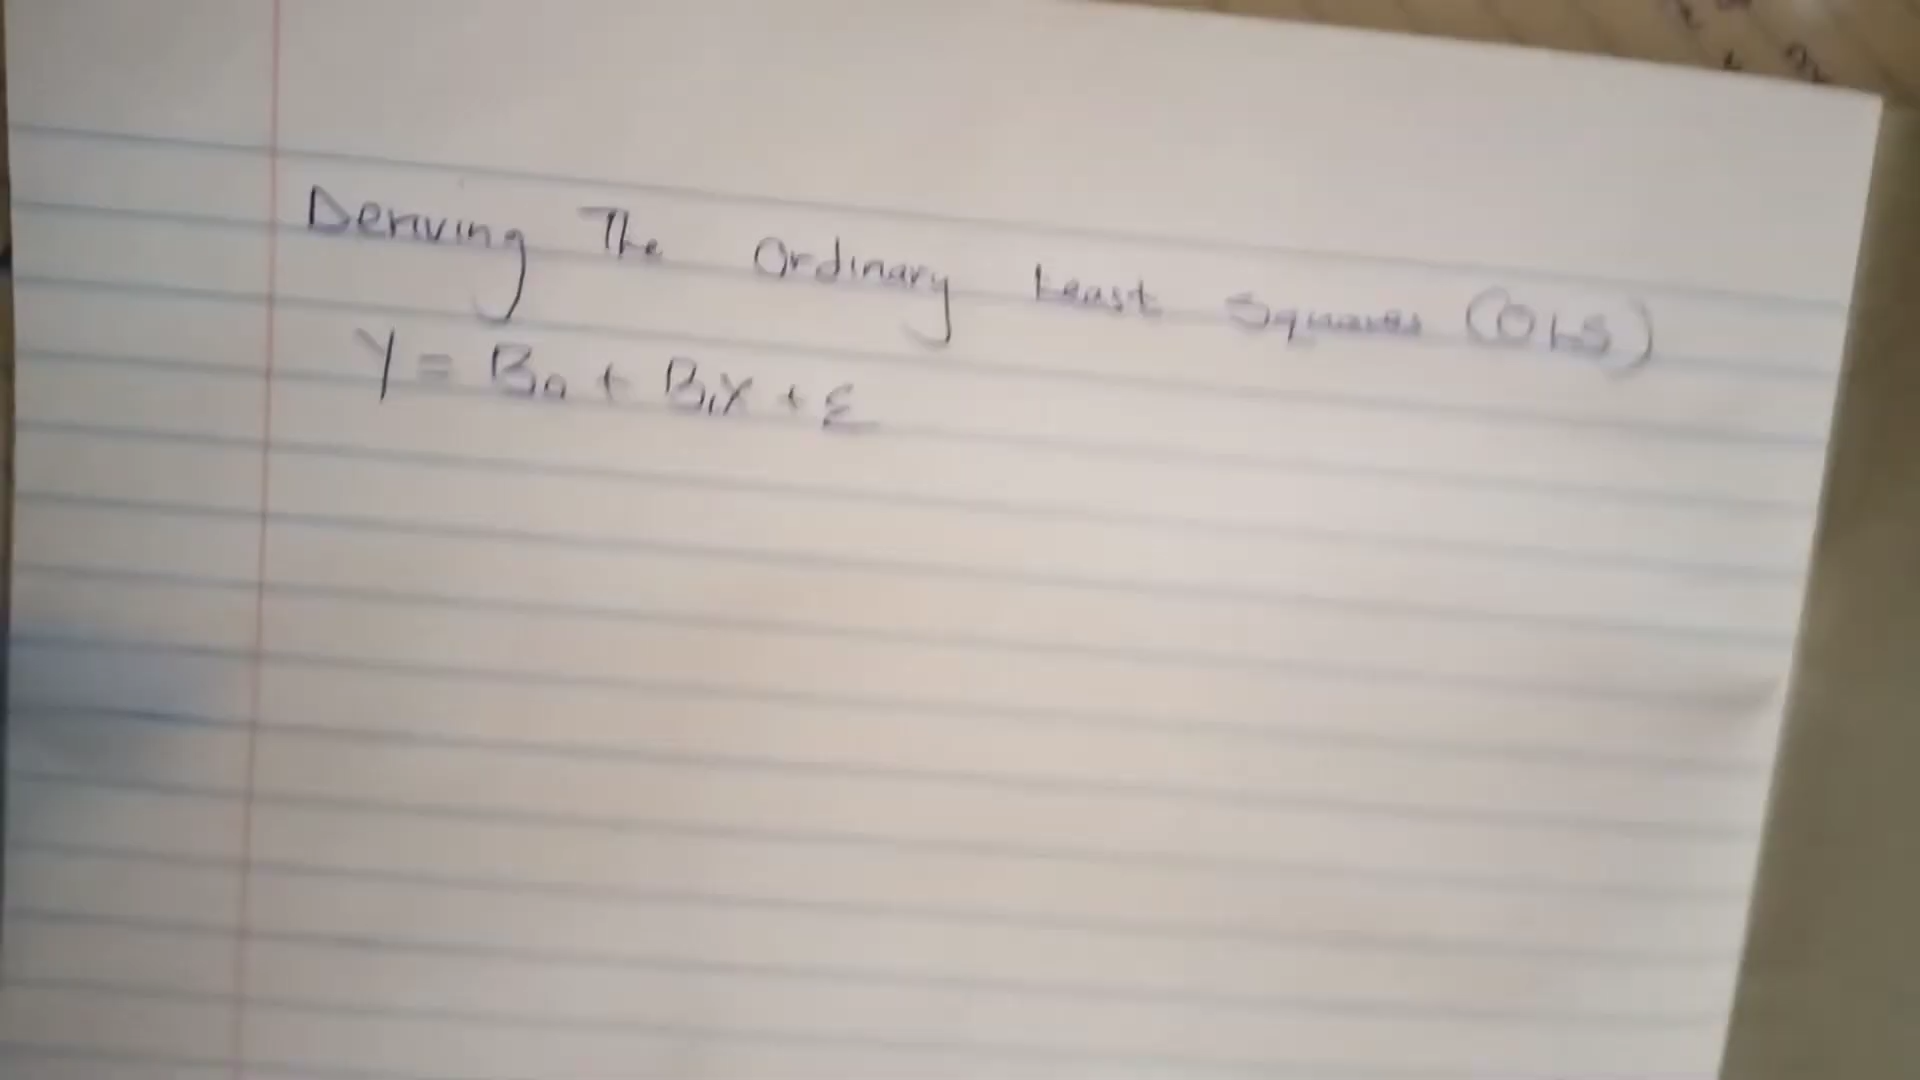 Deriving The Ordinary Least Squares (OLS)
Y = B₀ + B₁X + ε